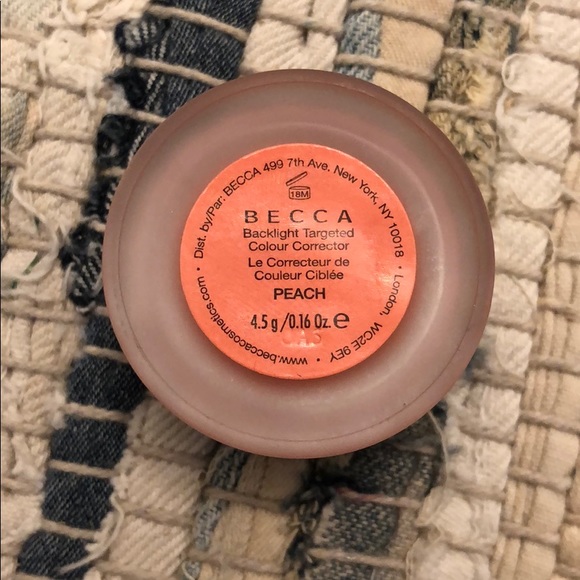 • Dist. by/Par: BECCA 499 7th Ave, New York, NY 10018 • London, WC2E 9EY • www.beccacosmetics.com
18M
BECCA
Backlight Targeted
Colour Corrector
Le Correcteur de
Couleur Ciblée
PEACH
4.5 g/0.16 Oz. e